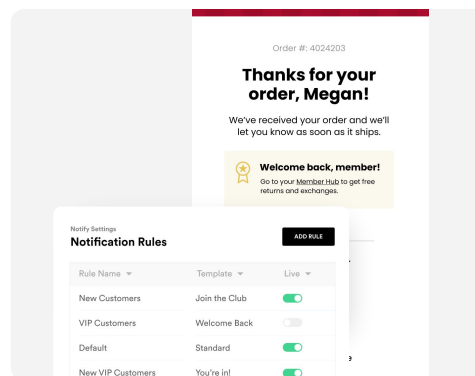 Order #: 4024203
Thanks for your
order, Megan!
We've received your order and we'll
let you know as soon as it ships.
Welcome back, member!
Go to your Member Hub to get free
returns and exchanges.
Notify Settings
Notification Rules
ADD RULE
Rule Name Template Live
New Customers Join the Club
VIP Customers Welcome Back
Default Standard
New VIP Customers You're in!